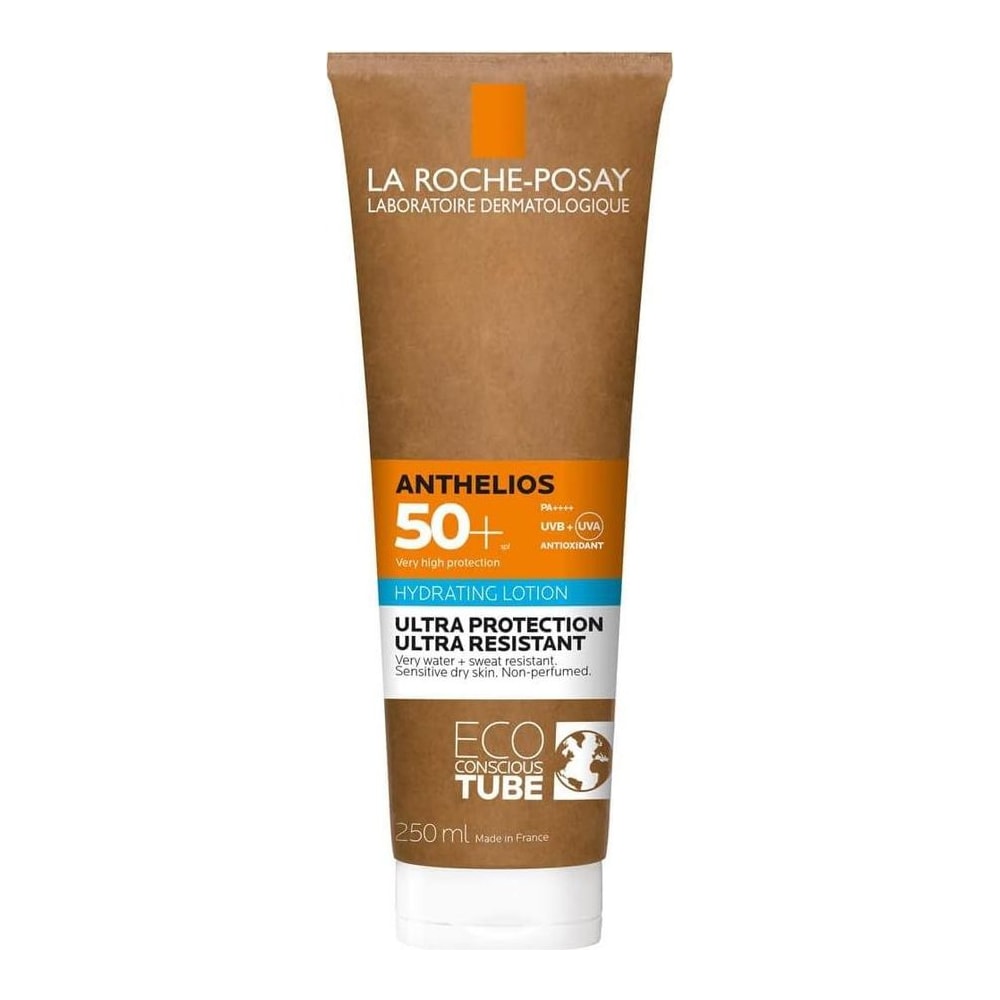 LA ROCHE-POSAY
LABORATOIRE DERMATOLOGIQUE
ANTHELIOS
50+ spf
PA++++
UVB + UVA
ANTIOXIDANT
Very high protection
HYDRATING LOTION
ULTRA PROTECTION
ULTRA RESISTANT
Very water + sweat resistant.
Sensitive dry skin. Non-perfumed.
ECO
CONSCIOUS
TUBE
250 ml Made in France